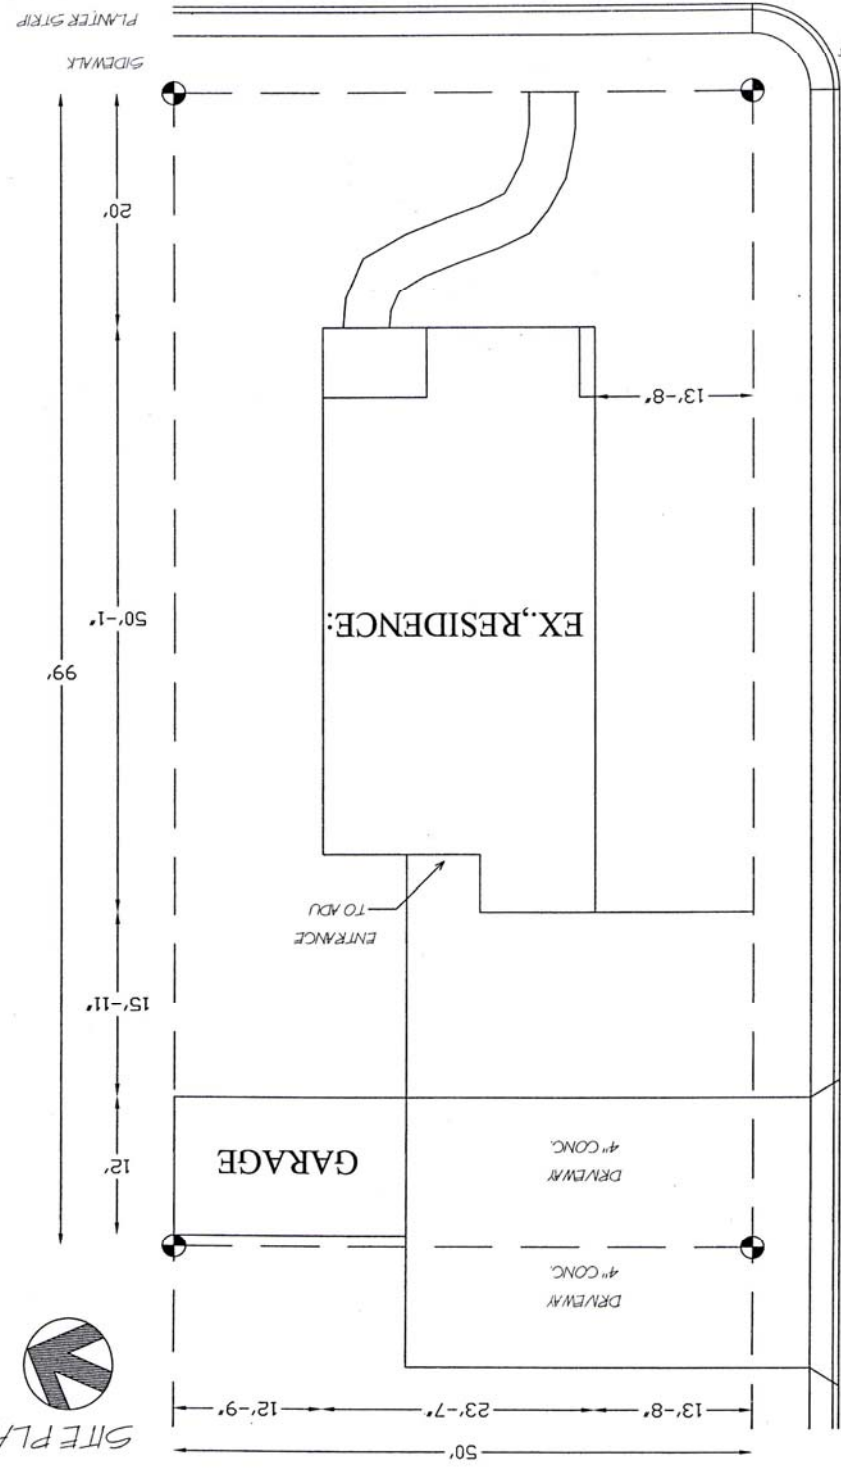 50'
13'-8"
23'-7"
12'-9"
SITE PLA
DRIVEWAY
4" CONC.
DRIVEWAY
4" CONC.
GARAGE
12'
15'-11"
ENTRANCE
TO ADU
99'
EX.,RESIDENCE:
50'-1"
13'-8"
20'
SIDEWALK
PLANTER STRIP